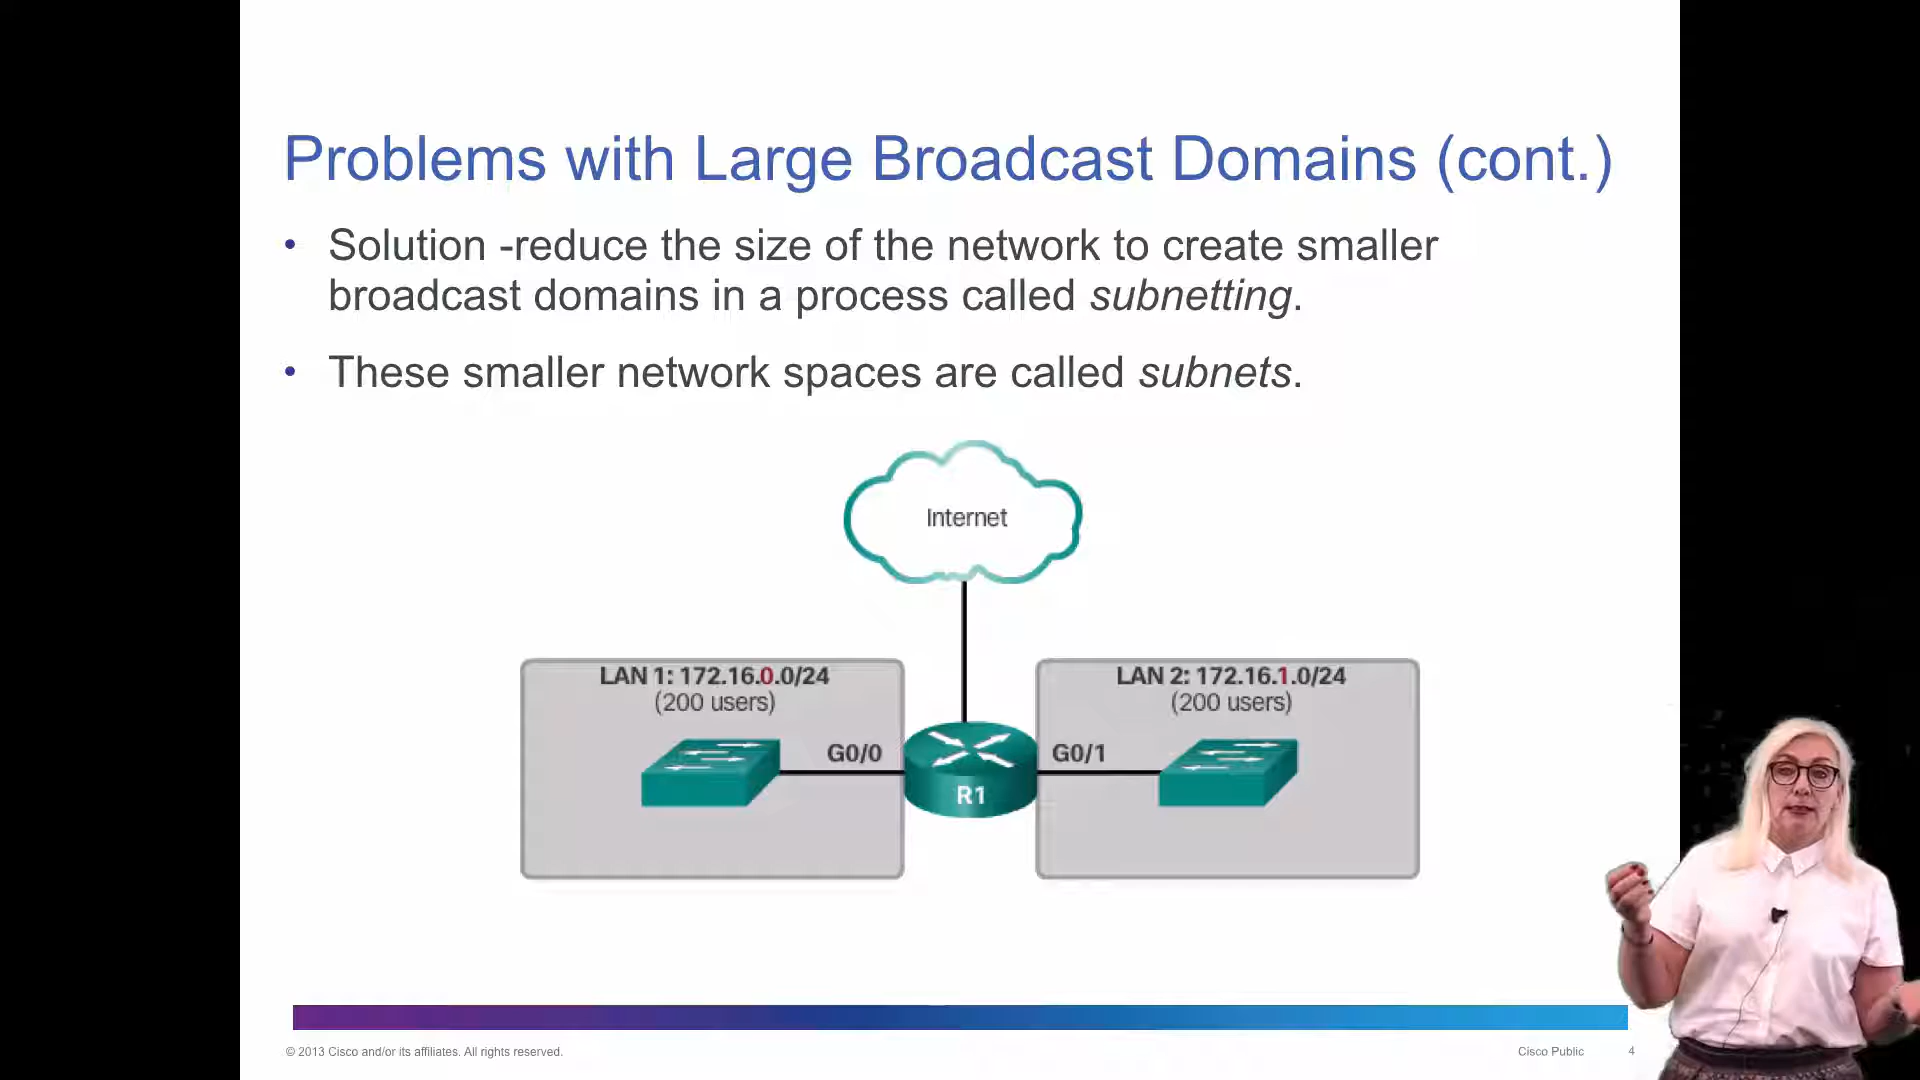 Problems with Large Broadcast Domains (cont.)
• Solution -reduce the size of the network to create smaller
broadcast domains in a process called subnetting.
• These smaller network spaces are called subnets.
Internet
LAN 1: 172.16.0.0/24
(200 users)
LAN 2: 172.16.1.0/24
(200 users)
G0/0
G0/1
R1
© 2013 Cisco and/or its affiliates. All rights reserved.
Cisco Public
4